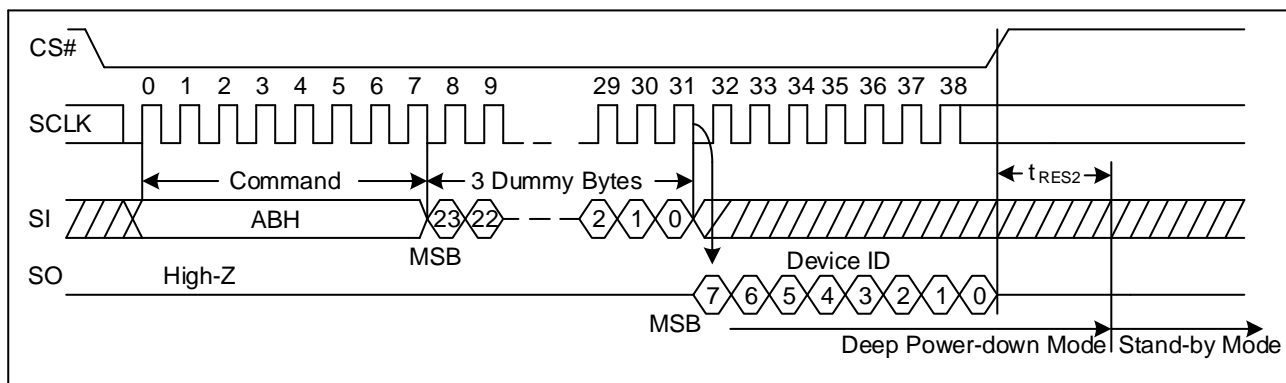 CS#
0 1 2 3 4 5 6 7 8 9 29 30 31 32 33 34 35 36 37 38
SCLK
Command 3 Dummy Bytes tRES2
SI ABH 23 22 2 1 0
MSB
Device ID
SO High-Z
7 6 5 4 3 2 1 0
MSB
Deep Power-down Mode Stand-by Mode